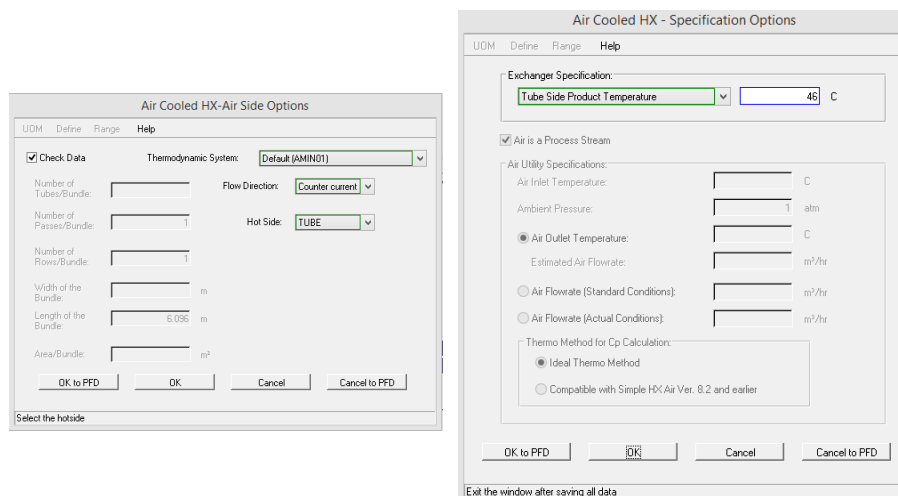 Air Cooled HX-Air Side Options
UOM Define Range Help
Check Data Thermodynamic System: Default (AMIN01)
Number of Tubes/Bundle:
Flow Direction: Counter current
Number of Passes/Bundle: 1
Hot Side: TUBE
Number of Rows/Bundle: 1
Width of the Bundle: m
Length of the Bundle: 6.096 m
Area/Bundle: m²
OK to PFD OK Cancel Cancel to PFD
Select the hotside
Air Cooled HX - Specification Options
UOM Define Range Help
Exchanger Specification:
Tube Side Product Temperature 46 C
Air is a Process Stream
Air Utility Specifications:
Air Inlet Temperature: C
Ambient Pressure: 1 atm
Air Outlet Temperature: C
Estimated Air Flowrate: m³/hr
Air Flowrate (Standard Conditions): m³/hr
Air Flowrate (Actual Conditions): m³/hr
Thermo Method for Cp Calculation:
Ideal Thermo Method
Compatible with Simple HX Air Ver. 8.2 and earlier
OK to PFD OK Cancel Cancel to PFD
Exit the window after saving all data